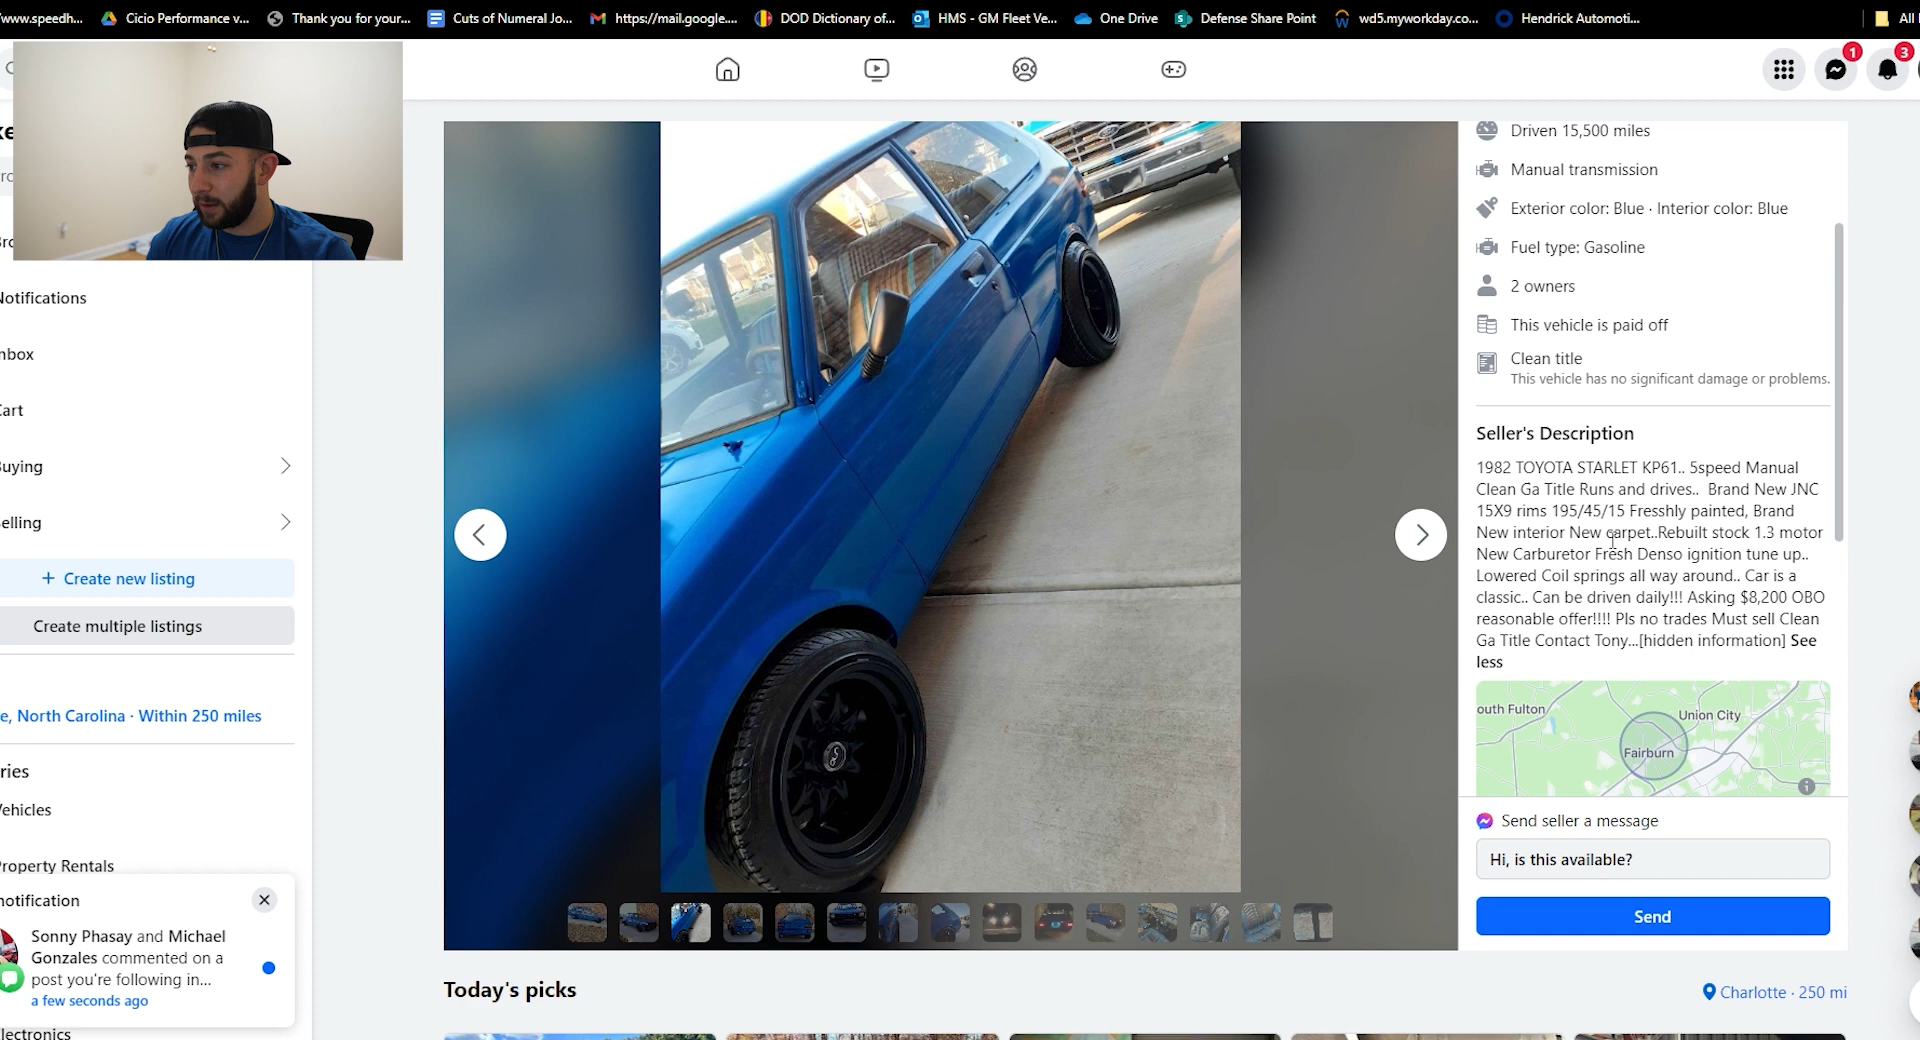 www.speedh...
Cicio Performance v...
Thank you for your...
Cuts of Numeral Jo...
https://mail.google....
DOD Dictionary of...
HMS - GM Fleet Ve...
One Drive
Defense Share Point
wd5.myworkday.co...
Hendrick Automoti...
All
1
3
Notifications
Inbox
Cart
Buying
Selling
+ Create new listing
Create multiple listings
e, North Carolina · Within 250 miles
ries
Vehicles
Property Rentals
notification
Sonny Phasay and Michael
Gonzales commented on a
post you're following in...
a few seconds ago
Electronics
Driven 15,500 miles
Manual transmission
Exterior color: Blue · Interior color: Blue
Fuel type: Gasoline
2 owners
This vehicle is paid off
Clean title
This vehicle has no significant damage or problems.
Seller's Description
1982 TOYOTA STARLET KP61.. 5speed Manual
Clean Ga Title Runs and drives.. Brand New JNC
15X9 rims 195/45/15 Fresshly painted, Brand
New interior New carpet..Rebuilt stock 1.3 motor
New Carburetor Fresh Denso ignition tune up..
Lowered Coil springs all way around.. Car is a
classic.. Can be driven daily!!! Asking $8,200 OBO
reasonable offer!!!! Pls no trades Must sell Clean
Ga Title Contact Tony...[hidden information] See
less
outh Fulton
Union City
Fairburn
Send seller a message
Hi, is this available?
Send
Today's picks
Charlotte · 250 mi